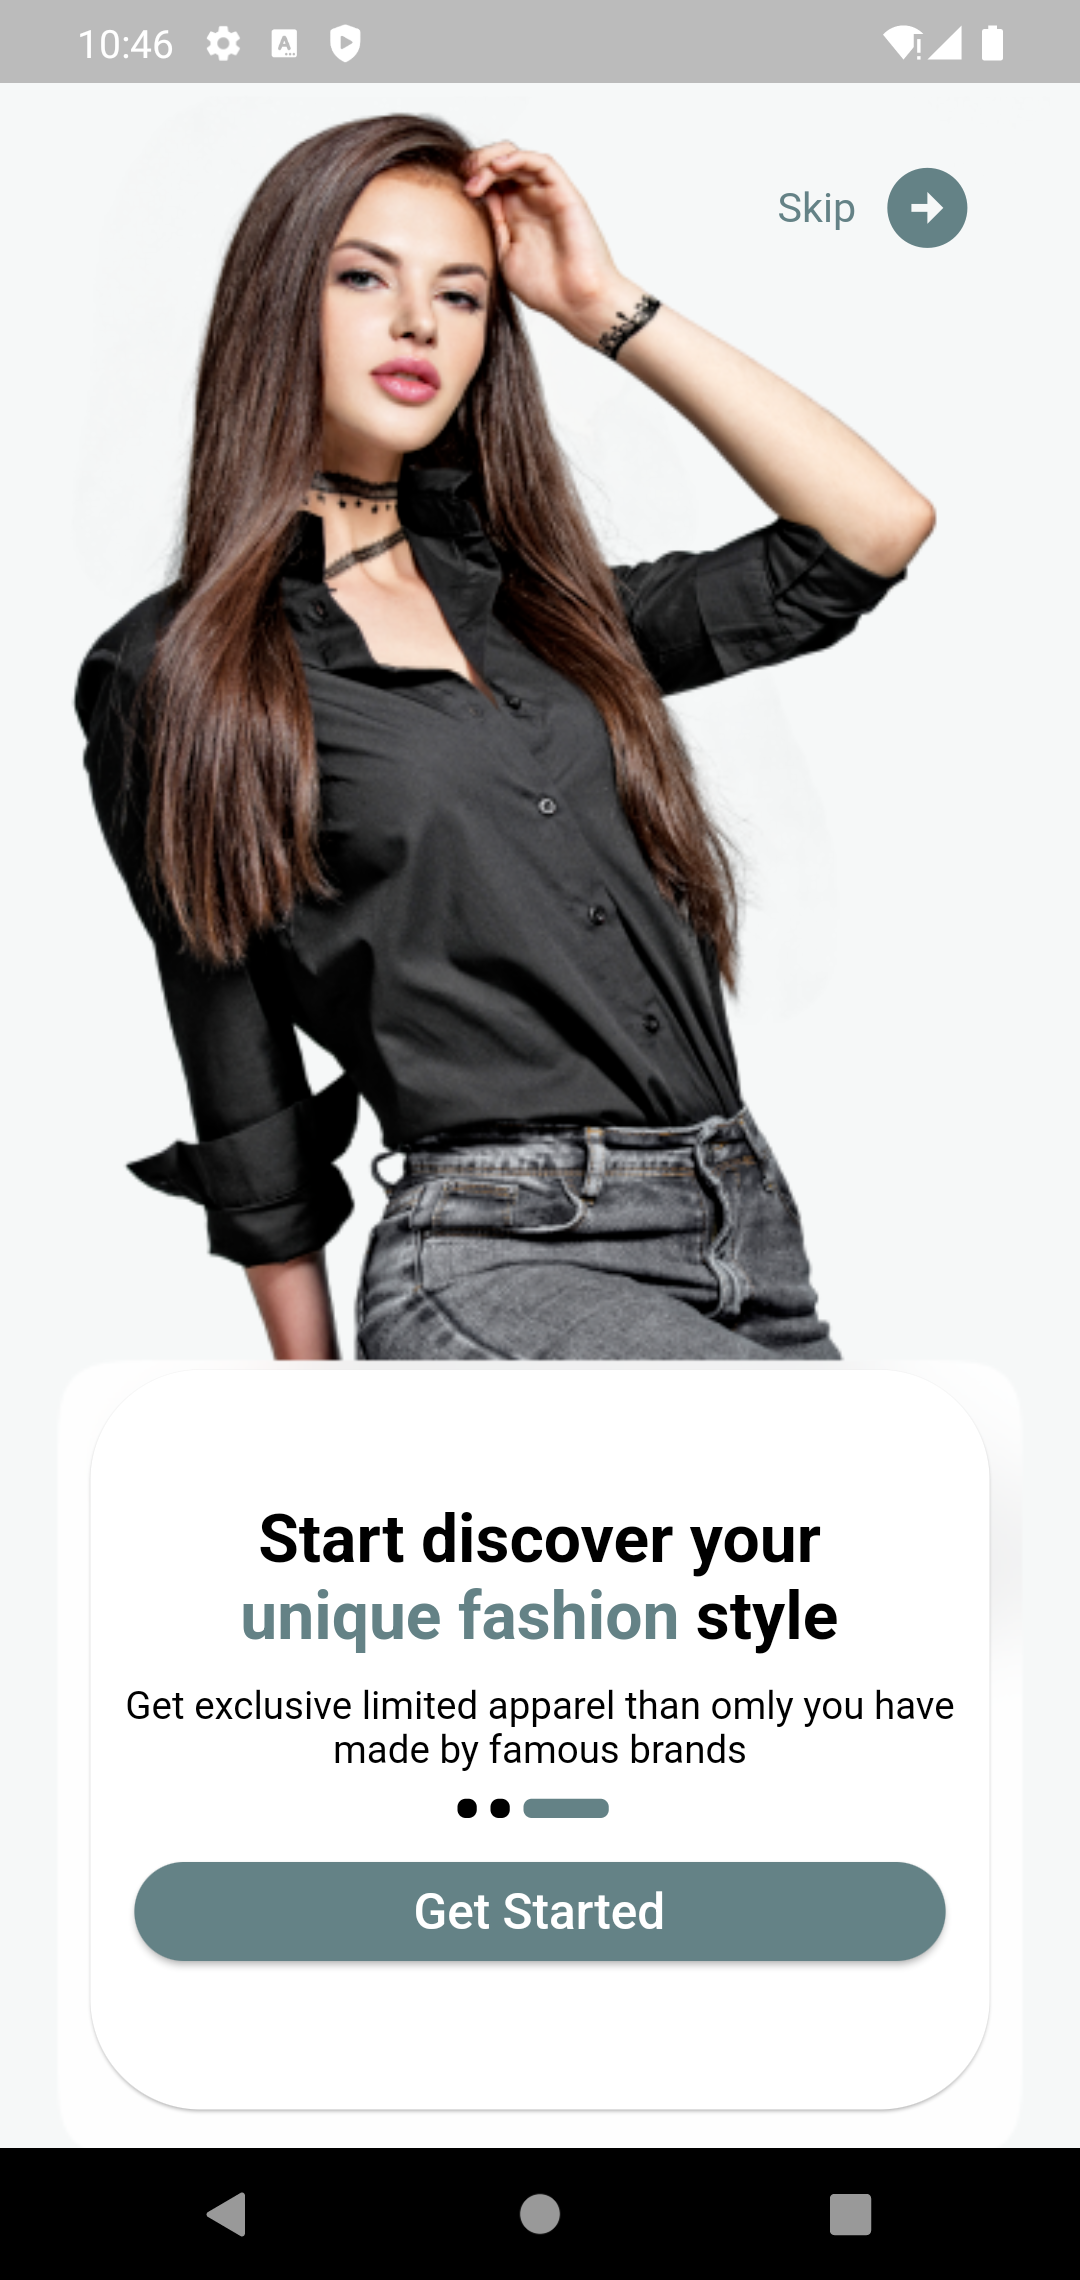 10:46
Skip
Start discover your
unique fashion style
Get exclusive limited apparel than omly you have
made by famous brands
Get Started